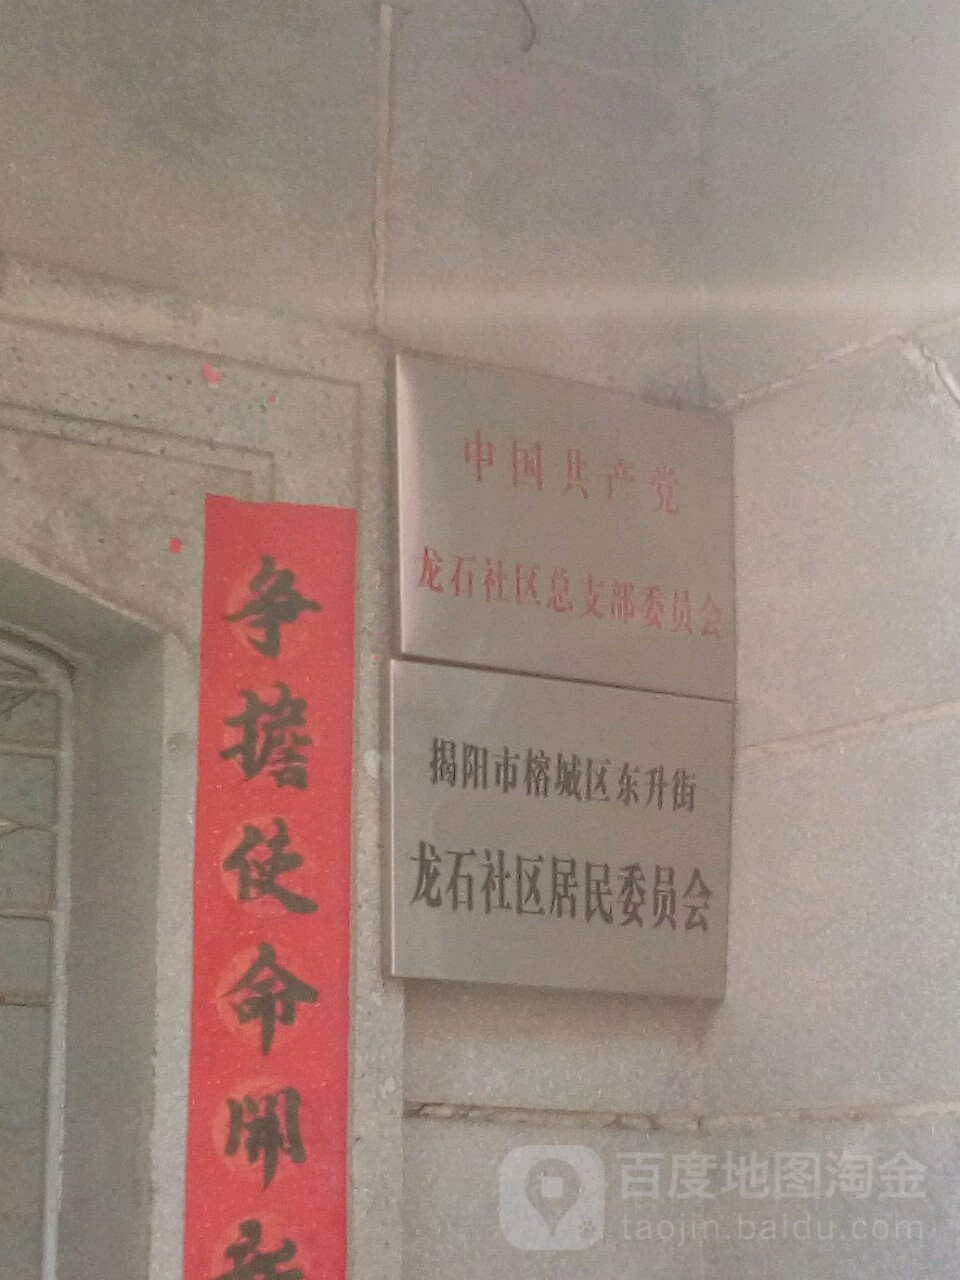 中国共产党
龙石社区总支部委员会
揭阳市榕城区东升街
龙石社区居民委员会
争擔使命開新
百度地图淘金
taojin.baidu.com